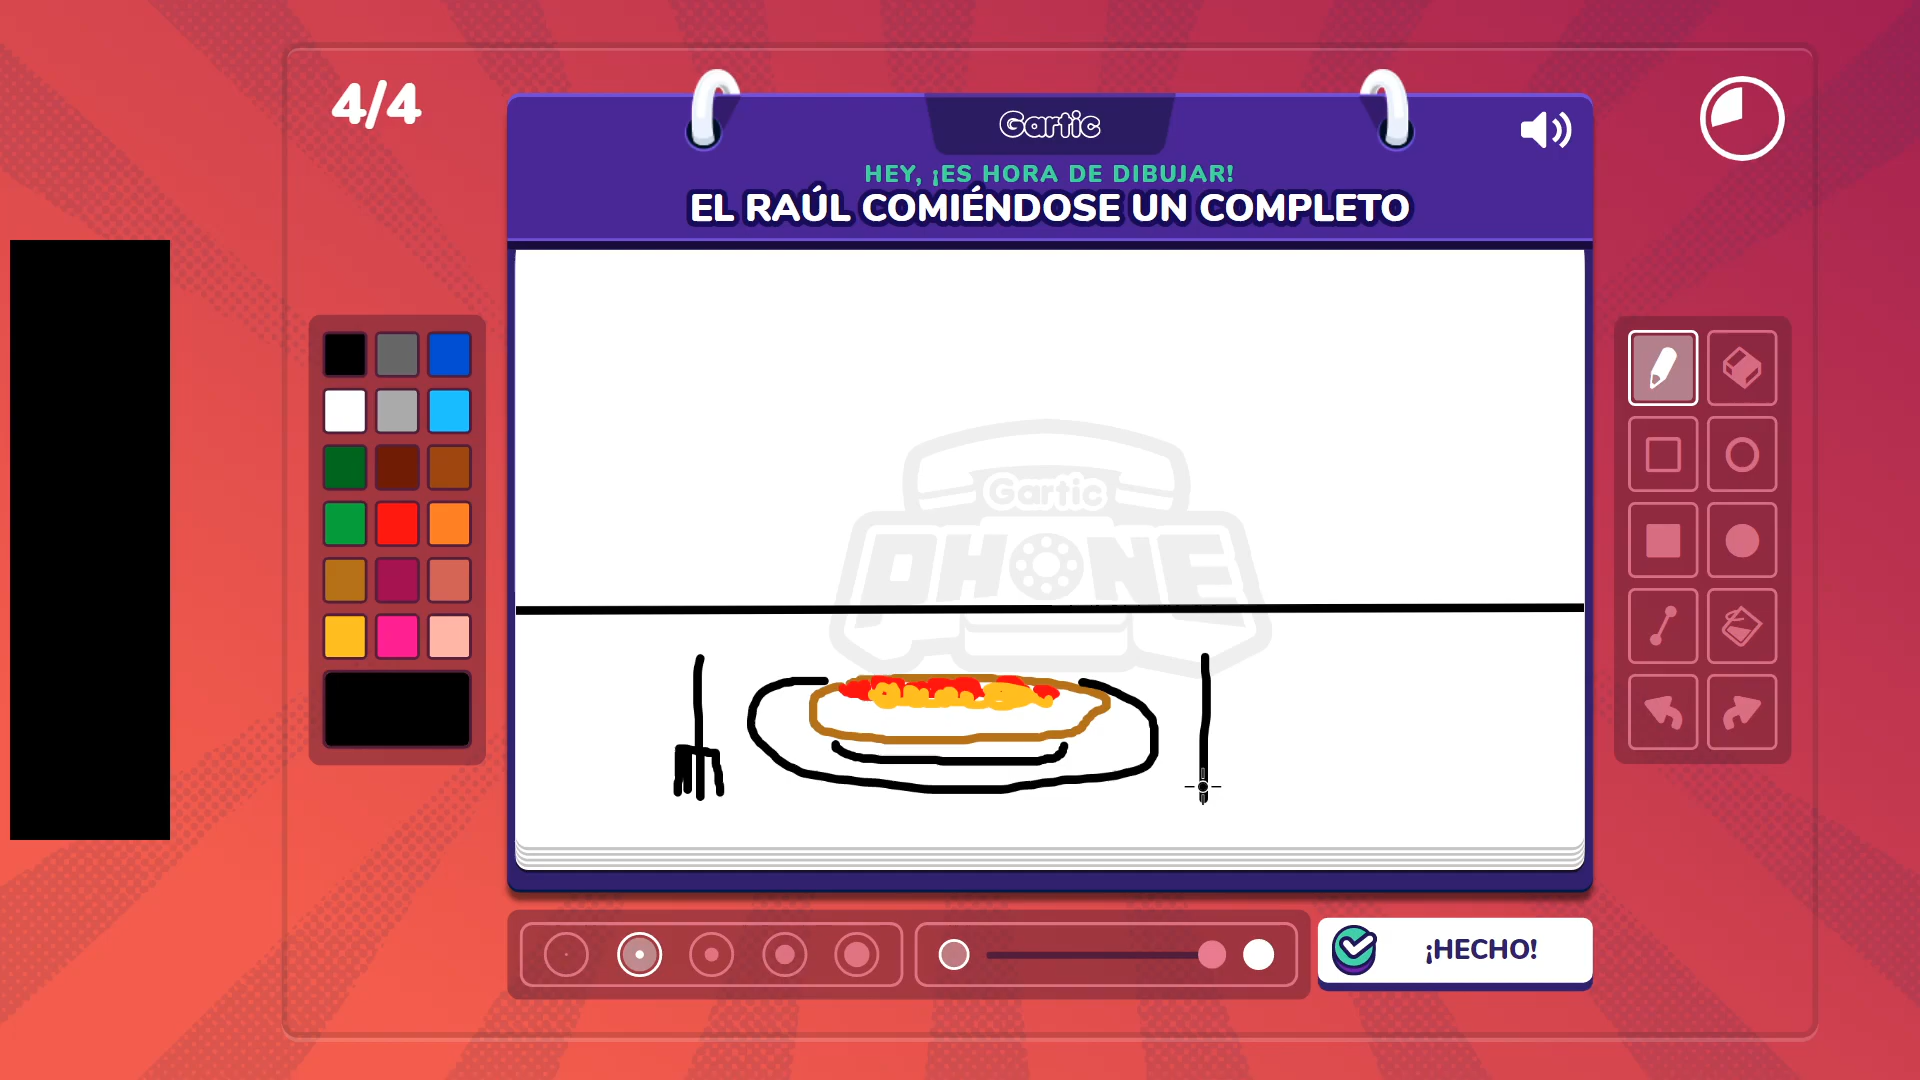 4/4
Gartic
HEY, ¡ES HORA DE DIBUJAR!
EL RAÚL COMIÉNDOSE UN COMPLETO
Gartic
PHONE
¡HECHO!